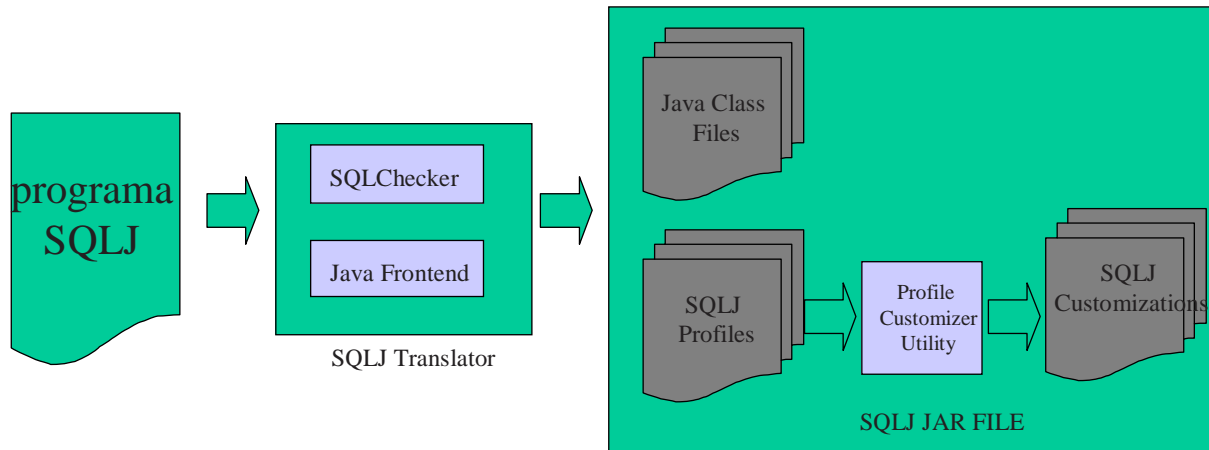 programa
SQLJ
SQLChecker
Java Frontend
SQLJ Translator
Java Class
Files
SQLJ
Profiles
Profile
Customizer
Utility
SQLJ
Customizations
SQLJ JAR FILE